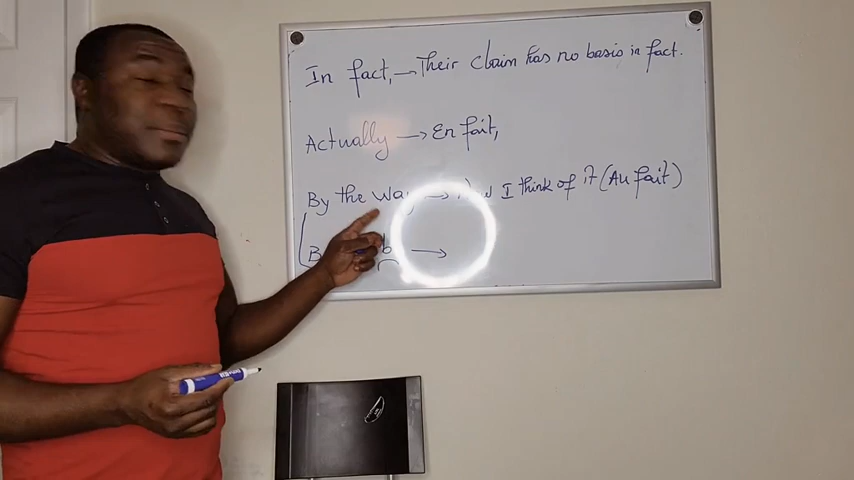 In fact, → Their claim has no basis in fact.
Actually → En fait,
By the Way → I think of it (Au fait)
→